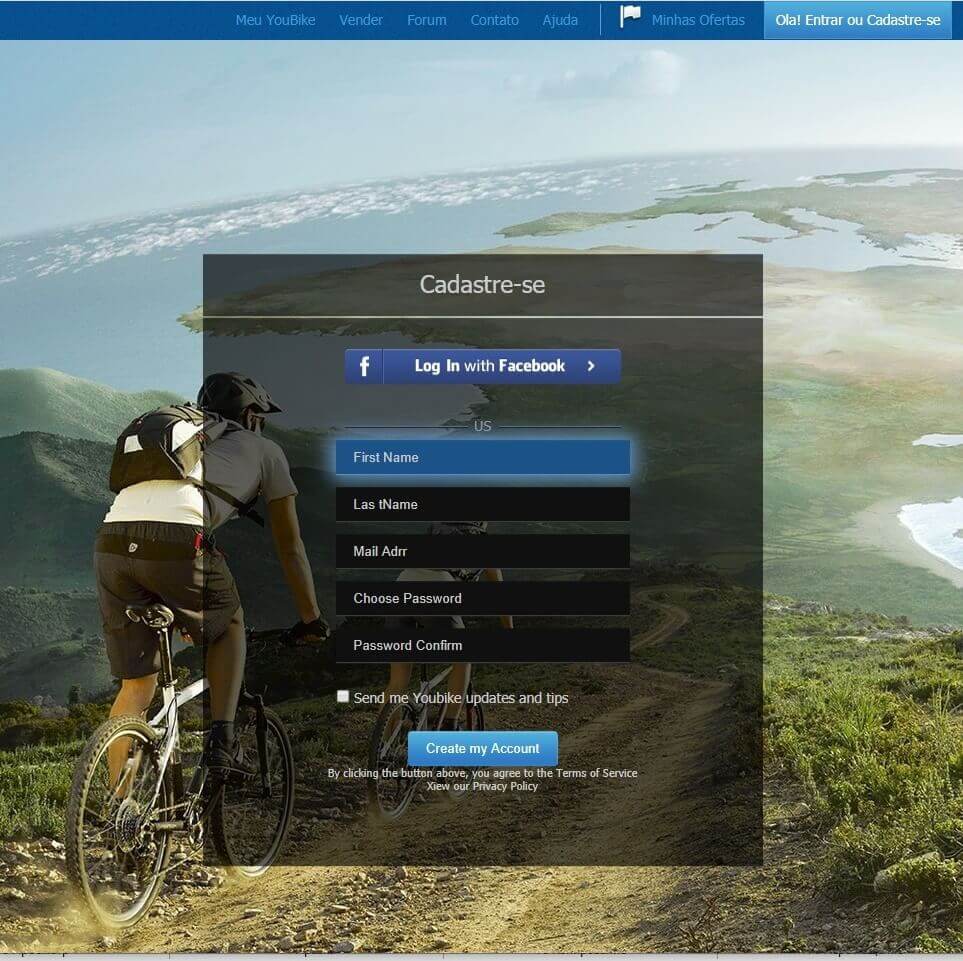 Meu YouBike Vender Forum Contato Ajuda Minhas Ofertas Ola! Entrar ou Cadastre-se
Cadastre-se
f Log In with Facebook >
US
First Name
Las tName
Mail Adrr
Choose Password
Password Confirm
Send me Youbike updates and tips
Create my Account
By clicking the button above, you agree to the Terms of Service
Xiew our Privacy Policy